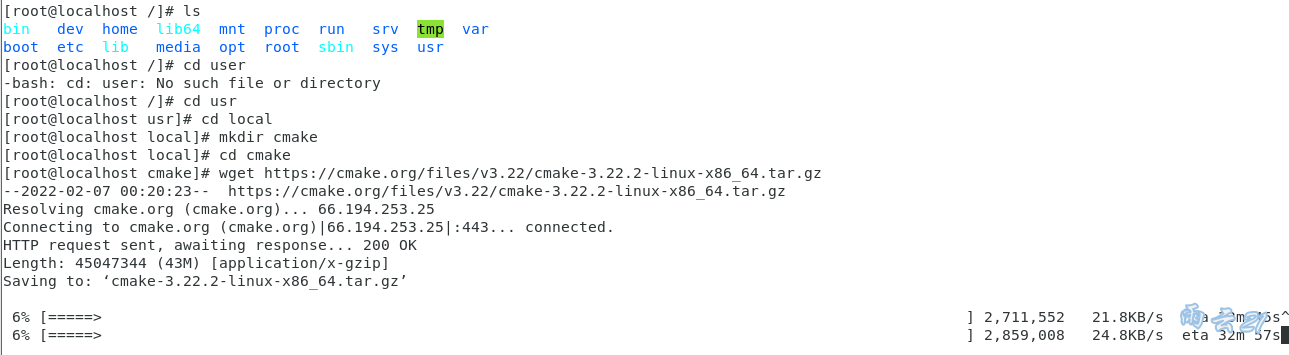 [root@localhost /]# ls
bin dev home lib64 mnt proc run srv tmp var
boot etc lib media opt root sbin sys usr
[root@localhost /]# cd user
-bash: cd: user: No such file or directory
[root@localhost /]# cd usr
[root@localhost usr]# cd local
[root@localhost local]# mkdir cmake
[root@localhost local]# cd cmake
[root@localhost cmake]# wget https://cmake.org/files/v3.22/cmake-3.22.2-linux-x86_64.tar.gz
--2022-02-07 00:20:23-- https://cmake.org/files/v3.22/cmake-3.22.2-linux-x86_64.tar.gz
Resolving cmake.org (cmake.org)... 66.194.253.25
Connecting to cmake.org (cmake.org)|66.194.253.25|:443... connected.
HTTP request sent, awaiting response... 200 OK
Length: 45047344 (43M) [application/x-gzip]
Saving to: ‘cmake-3.22.2-linux-x86_64.tar.gz’
6% [=====> ] 2,711,552 21.8KB/s
6% [=====> ] 2,859,008 24.8KB/s eta 32m 57s